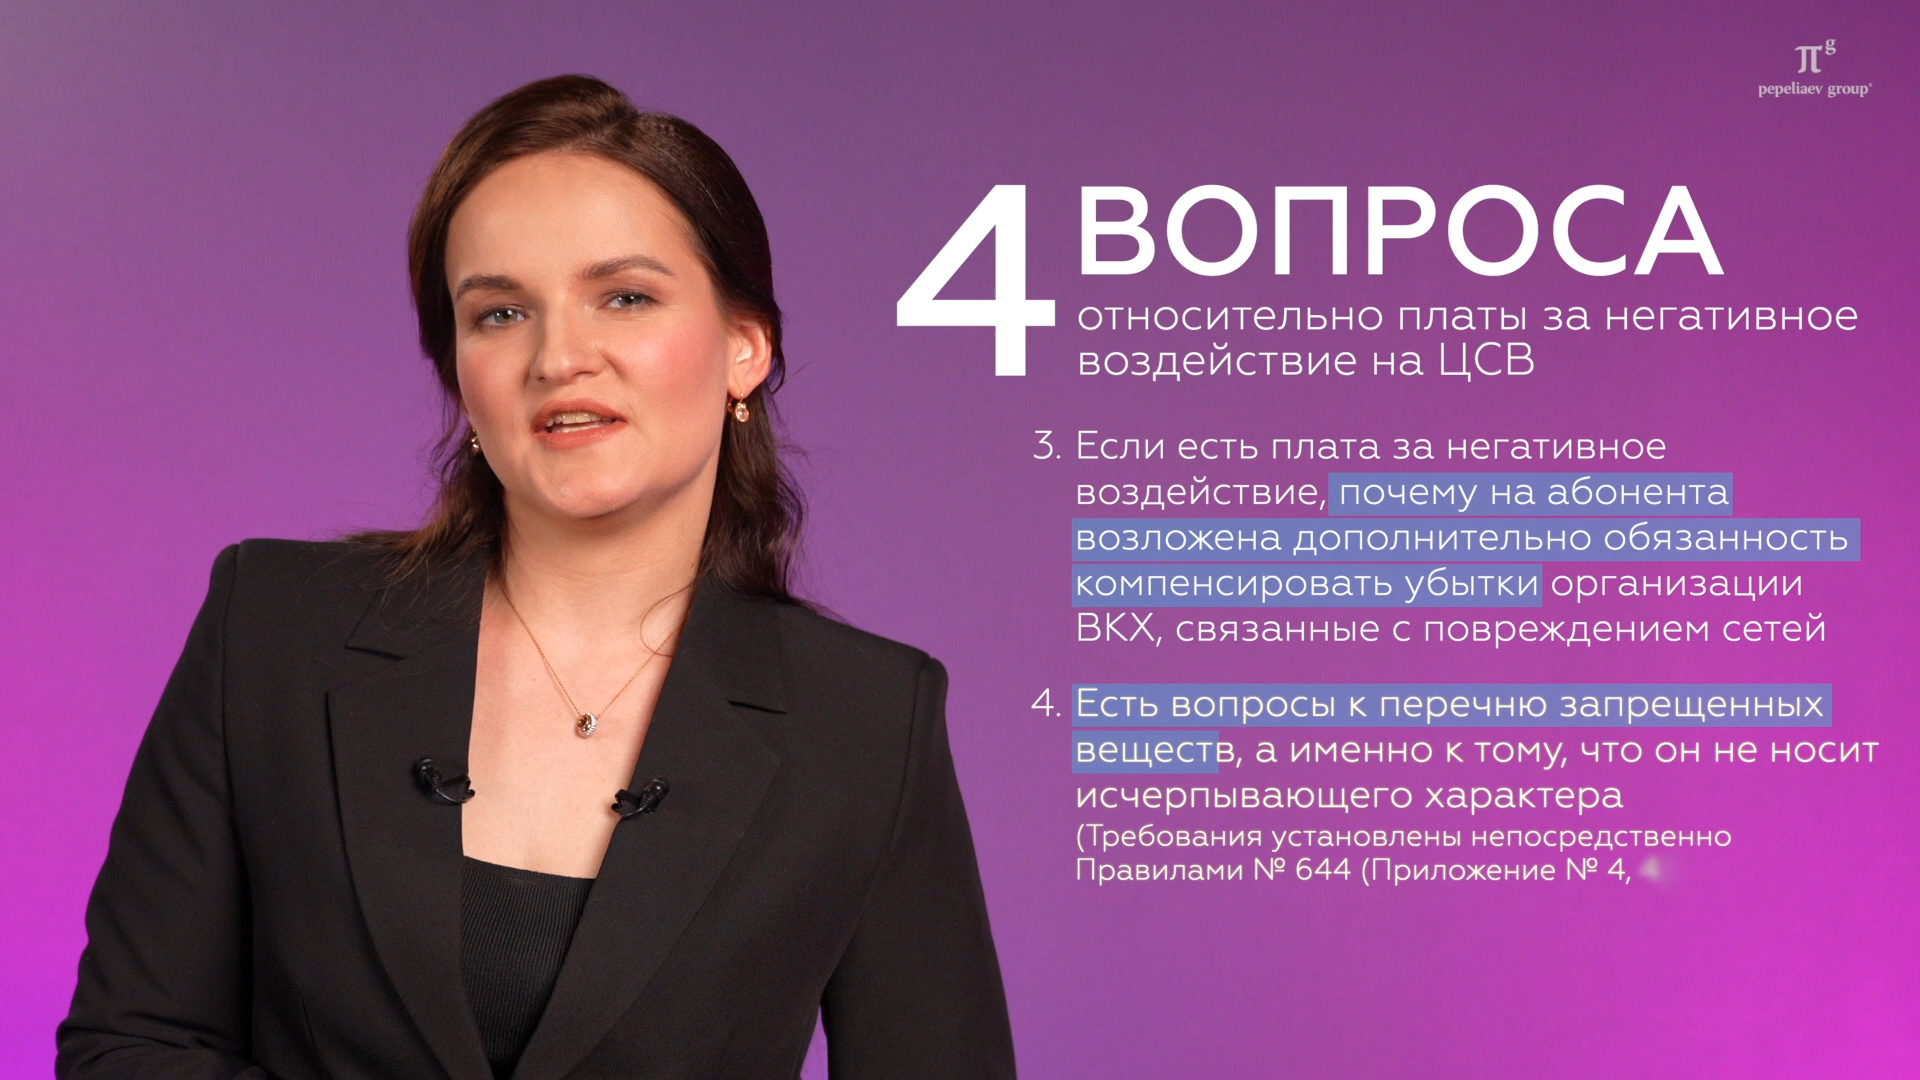 πg
pepeliaev group®
4 ВОПРОСА
относительно платы за негативное
воздействие на ЦСВ
3. Если есть плата за негативное
воздействие, почему на абонента
возложена дополнительно обязанность
компенсировать убытки организации
ВКХ, связанные с повреждением сетей
4. Есть вопросы к перечню запрещенных
веществ, а именно к тому, что он не носит
исчерпывающего характера
(Требования установлены непосредственно
Правилами № 644 (Приложение № 4,